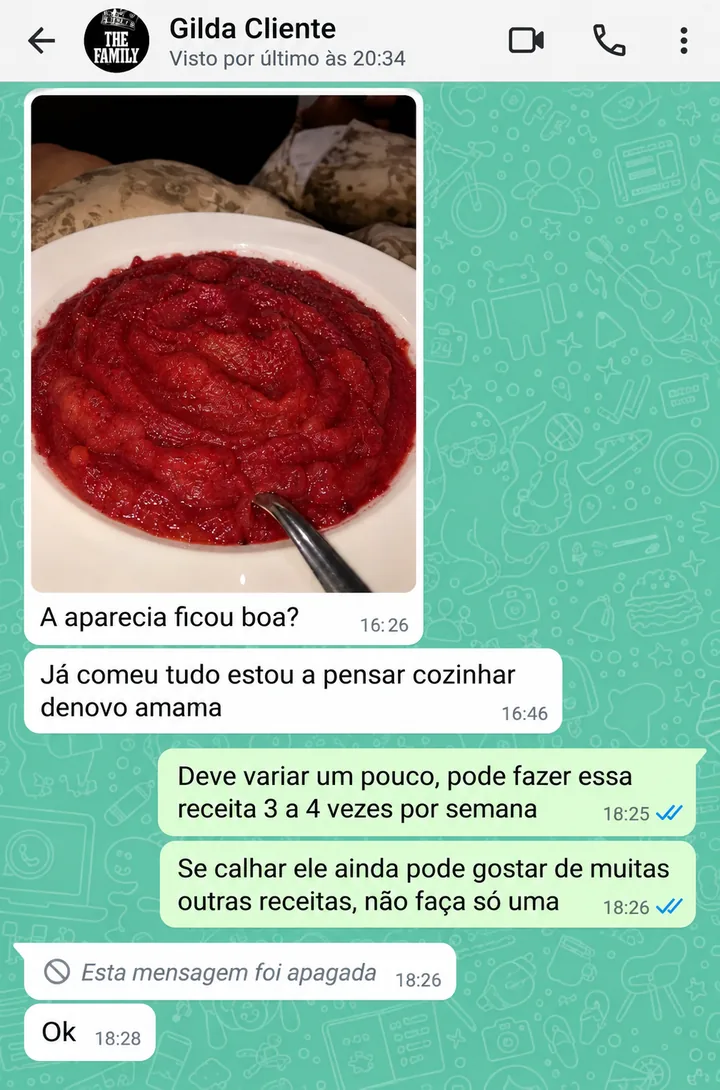 THE
FAMILY
Gilda Cliente
Visto por último às 20:34
A aparecia ficou boa?
16:26
Já comeu tudo estou a pensar cozinhar
denovo amama
16:46
Deve variar um pouco, pode fazer essa
receita 3 a 4 vezes por semana
18:25
Se calhar ele ainda pode gostar de muitas
outras receitas, não faça só uma
18:26
Esta mensagem foi apagada
18:26
Ok
18:28